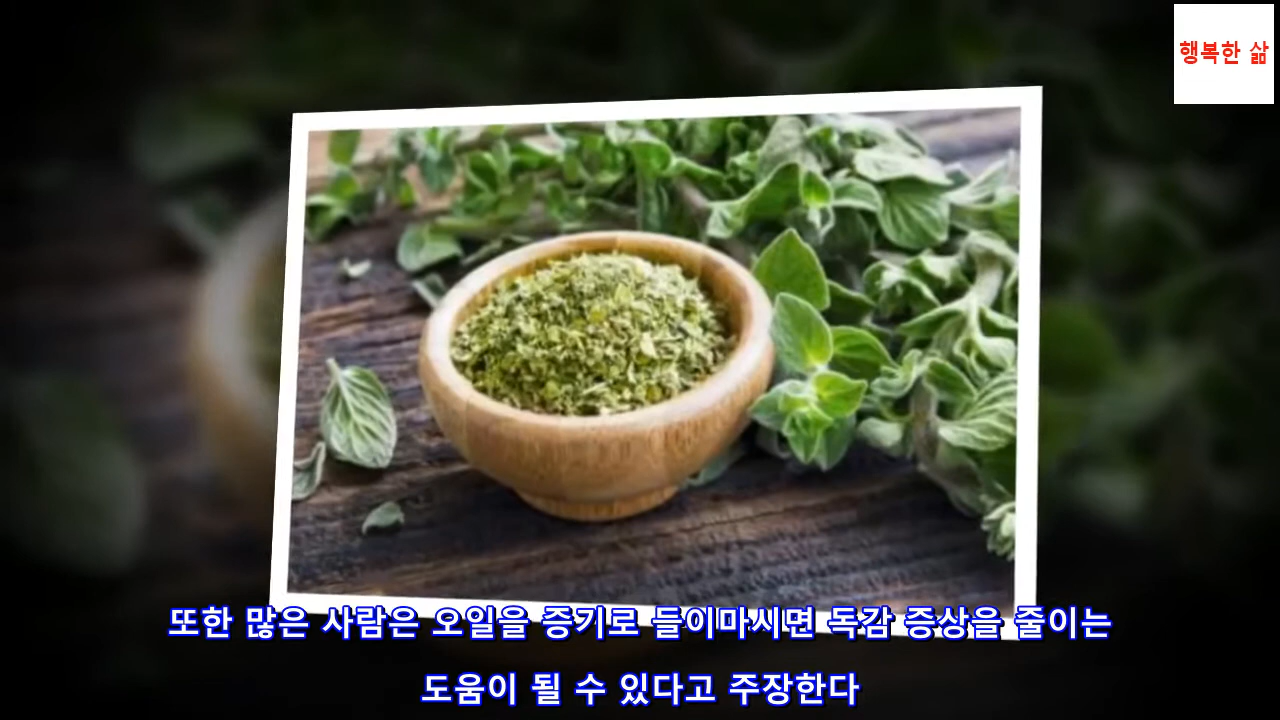 행복한 삶
또한 많은 사람은 오일을 증기로 들이마시면 독감 증상을 줄이는
도움이 될 수 있다고 주장한다